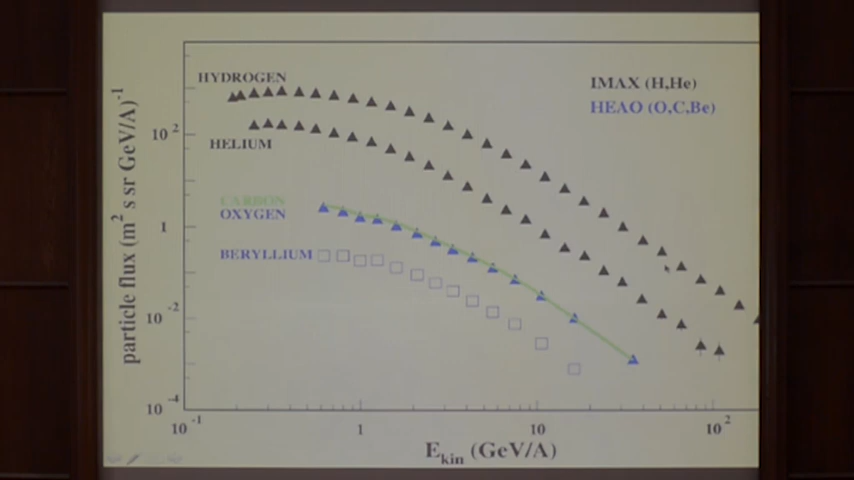 HYDROGEN
IMAX (H,He)
HEAO (O,C,Be)
HELIUM
CARBON
OXYGEN
BERYLLIUM
particle flux (m² s sr GeV/A)⁻¹
10²
1
10⁻²
10⁻⁴
10⁻¹
1
10
10²
Eₖᵢₙ (GeV/A)